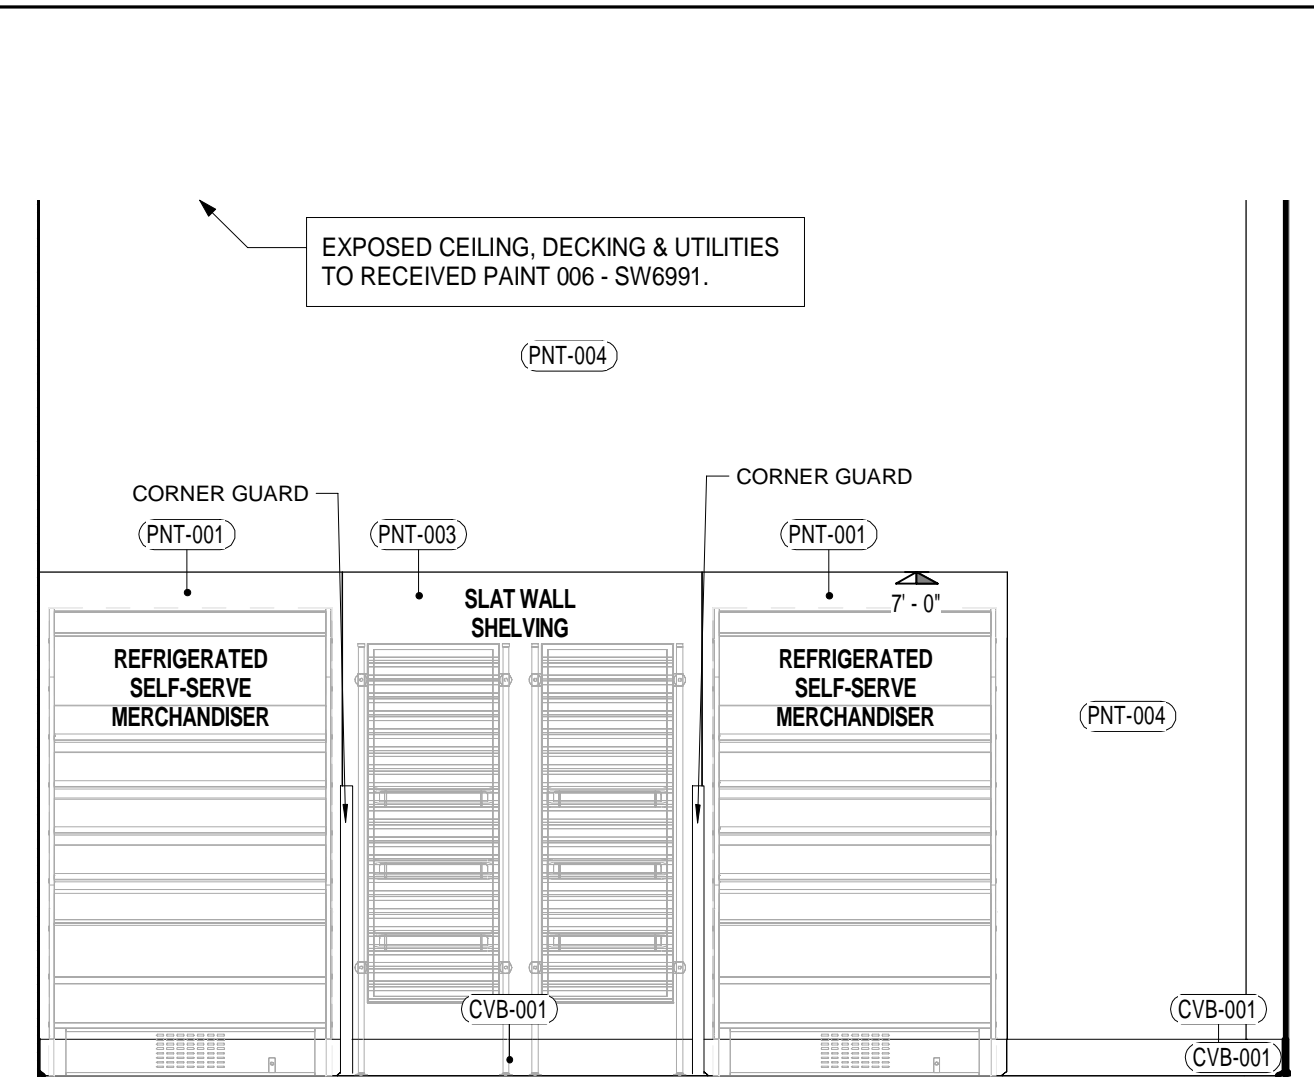 EXPOSED CEILING, DECKING & UTILITIES
TO RECEIVED PAINT 006 - SW6991.
PNT-004
CORNER GUARD
CORNER GUARD
PNT-001
PNT-003
PNT-001
7' - 0"
SLAT WALL
SHELVING
REFRIGERATED
SELF-SERVE
MERCHANDISER
REFRIGERATED
SELF-SERVE
MERCHANDISER
PNT-004
CVB-001
CVB-001
CVB-001